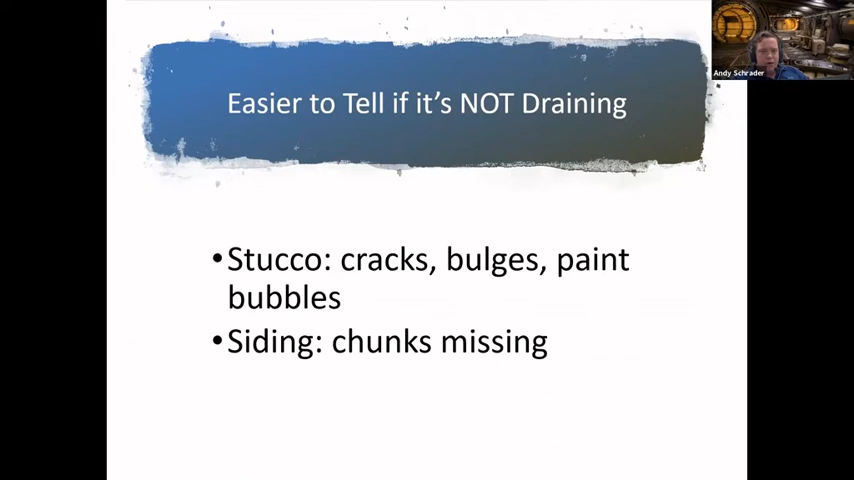 Easier to Tell if it's NOT Draining
Andy Schrader
•Stucco: cracks, bulges, paint
bubbles
•Siding: chunks missing